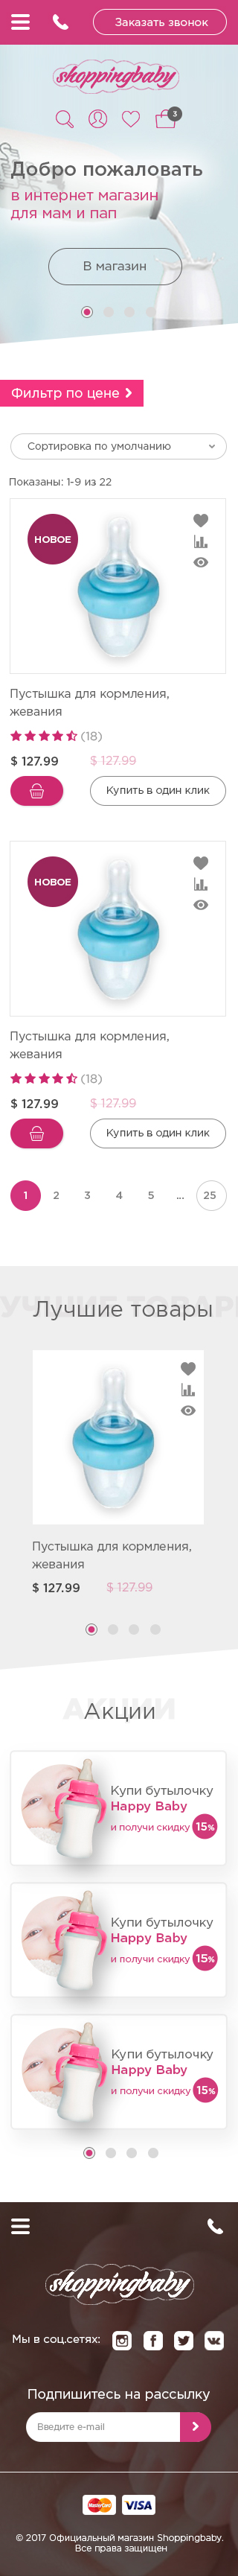 Заказать звонок
shoppingbaby
3
Добро пожаловать
в интернет магазин
для мам и пап
В магазин
Фильтр по цене
Сортировка по умолчанию
Показаны: 1-9 из 22
НОВОЕ
Пустышка для кормления,
жевания
(18)
$ 127.99 $ 127.99
Купить в один клик
НОВОЕ
Пустышка для кормления,
жевания
(18)
$ 127.99 $ 127.99
Купить в один клик
1 2 3 4 5 ... 25
Лучшие товары
Пустышка для кормления,
жевания
$ 127.99 $ 127.99
АКЦИИ
Акции
Купи бутылочку
Happy Baby
и получи скидку 15%
Купи бутылочку
Happy Baby
и получи скидку 15%
Купи бутылочку
Happy Baby
и получи скидку 15%
shoppingbaby
Мы в соц.сетях:
Подпишитесь на рассылку
Введите e-mail
MasterCard VISA
© 2017 Официальный магазин Shoppingbaby.
Все права защищен